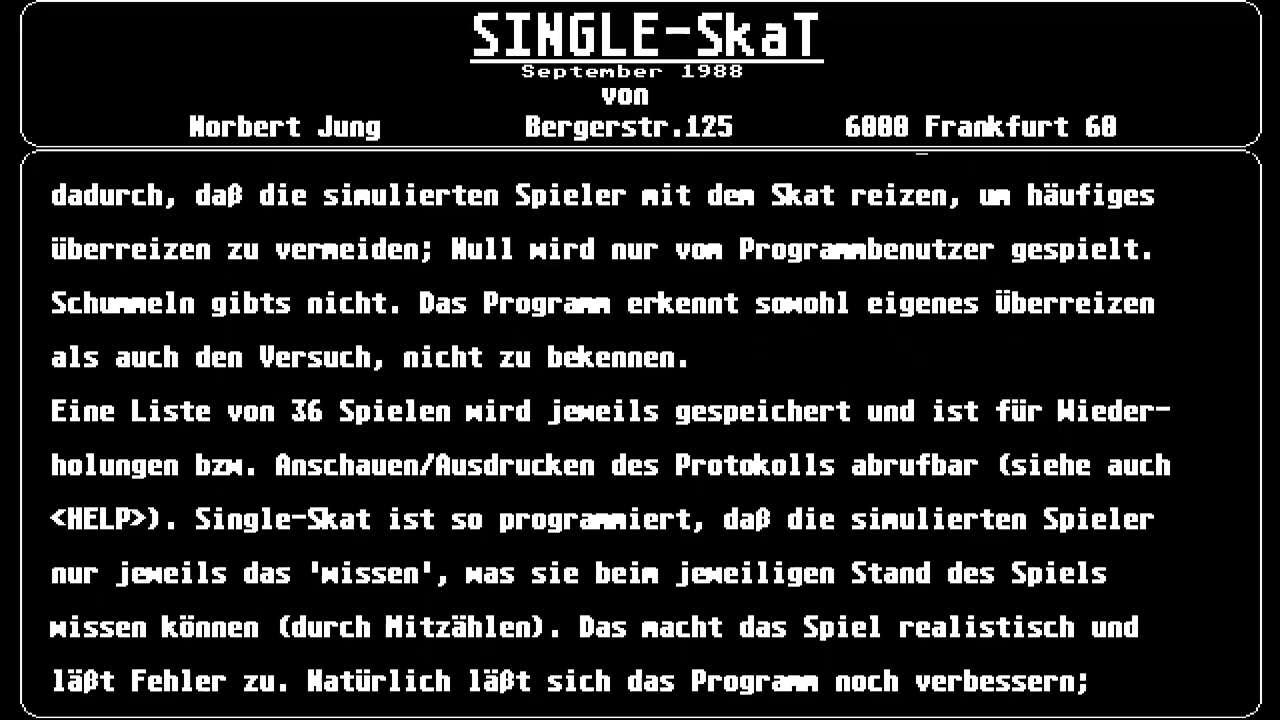 SINGLE-SkaT
September 1988
von
Norbert Jung Bergerstr.125 6000 Frankfurt 60
dadurch, daß die simulierten Spieler mit dem Skat reizen, um häufiges
überreizen zu vermeiden; Null wird nur vom Programmbenutzer gespielt.
Schummeln gibts nicht. Das Programm erkennt sowohl eigenes Überreizen
als auch den Versuch, nicht zu bekennen.
Eine Liste von 36 Spielen wird jeweils gespeichert und ist für Wieder-
holungen bzw. Anschauen/Ausdrucken des Protokolls abrufbar (siehe auch
<HELP>). Single-Skat ist so programmiert, daß die simulierten Spieler
nur jeweils das 'wissen', was sie beim jeweiligen Stand des Spiels
wissen können (durch Mitzählen). Das macht das Spiel realistisch und
läßt Fehler zu. Natürlich läßt sich das Programm noch verbessern;